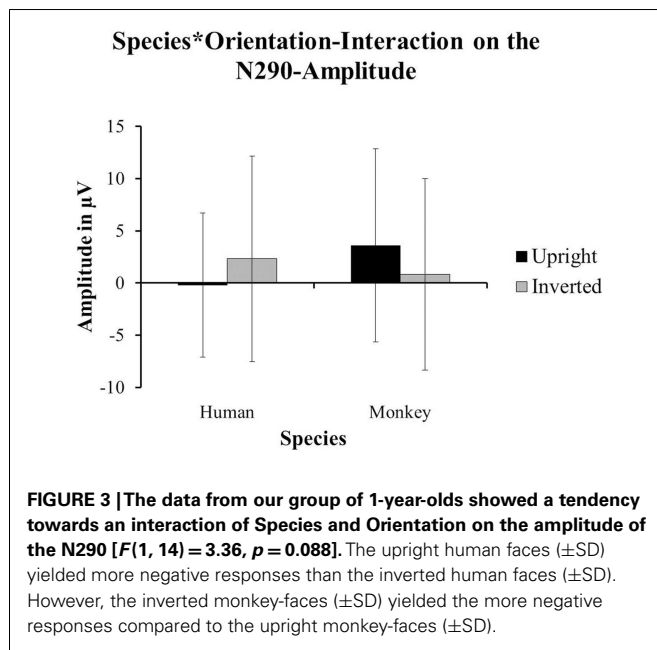 Species*Orientation-Interaction on the
N290-Amplitude
Amplitude in µV
15
10
5
0
-5
-10
Human
Monkey
Species
Upright
Inverted
FIGURE 3 | The data from our group of 1-year-olds showed a tendency
towards an interaction of Species and Orientation on the amplitude of
the N290 [F(1, 14) = 3.36, p = 0.088]. The upright human faces (±SD)
yielded more negative responses than the inverted human faces (±SD).
However, the inverted monkey-faces (±SD) yielded the more negative
responses compared to the upright monkey-faces (±SD).